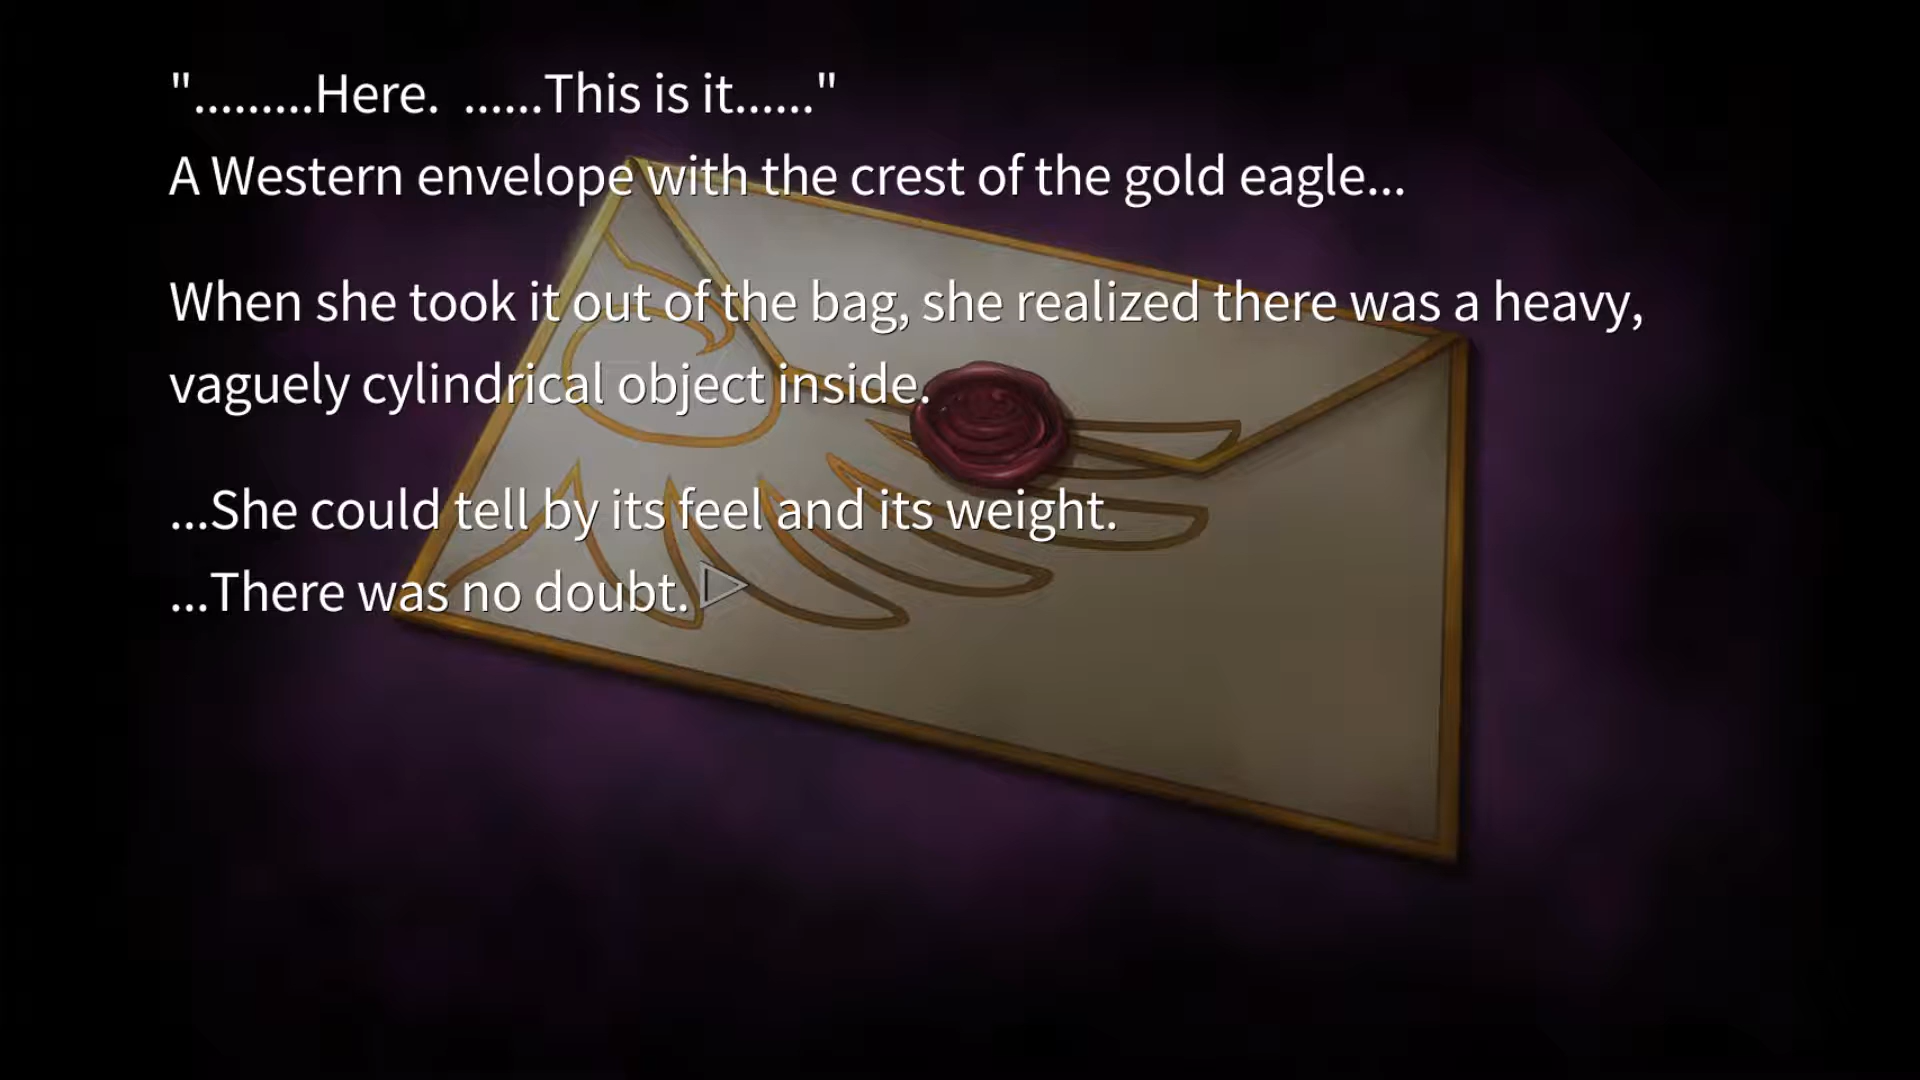 ".........Here.  ......This is it......"
A Western envelope with the crest of the gold eagle...
When she took it out of the bag, she realized there was a heavy,
vaguely cylindrical object inside.
...She could tell by its feel and its weight.
...There was no doubt.